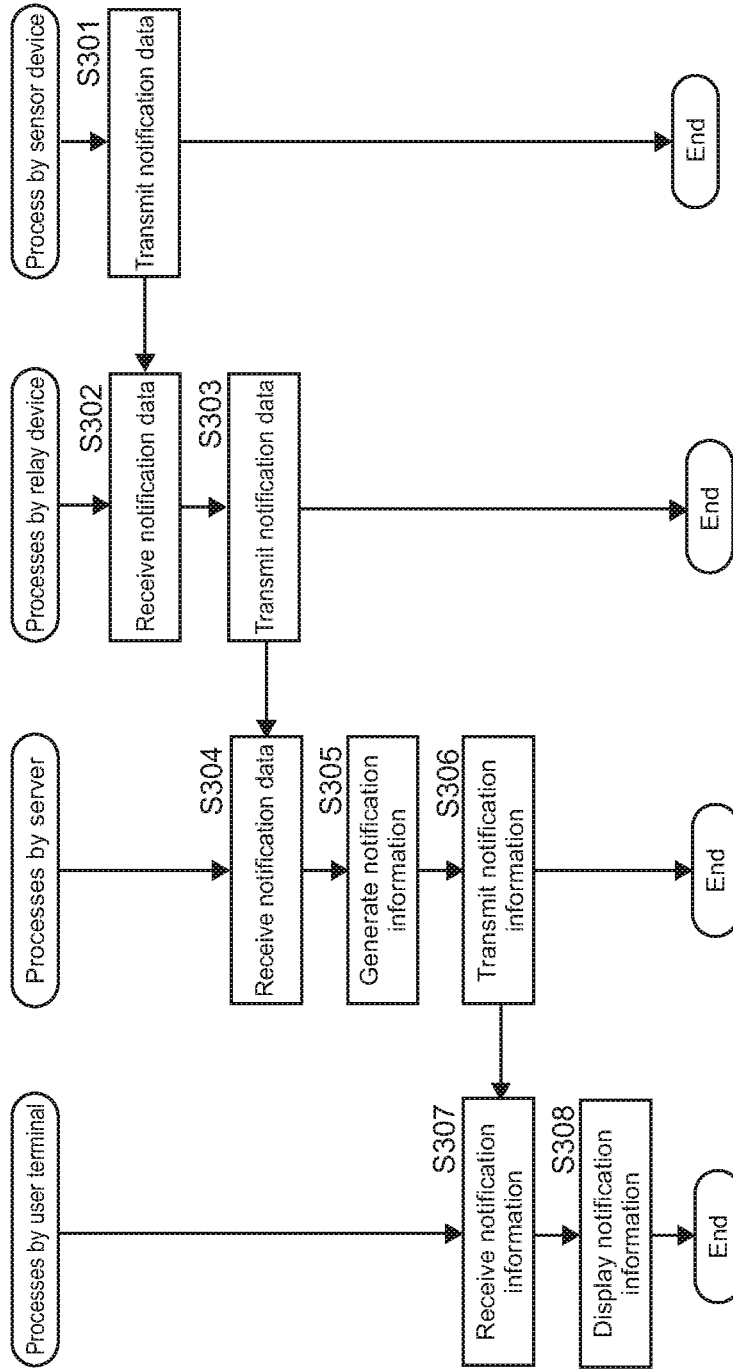 Processes by user terminal
S307
Receive notification
information
S308
Display notification
information
End
Processes by server
S304
Receive notification data
S305
Generate notification
information
S306
Transmit notification
information
End
Processes by relay device
S302
Receive notification data
S303
Transmit notification data
End
Process by sensor device
S301
Transmit notification data
End